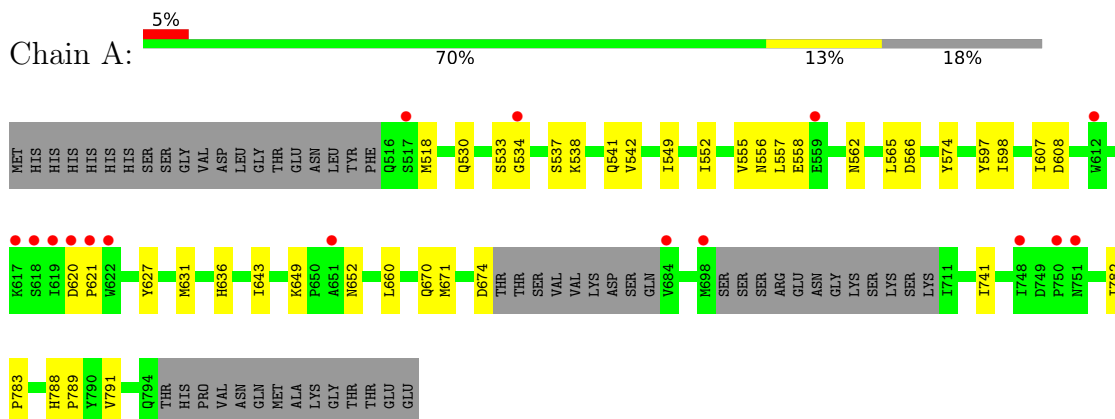 5%
Chain A:
70% 13% 18%
MET HIS HIS HIS HIS HIS HIS SER SER GLY VAL ASP LEU GLY THR GLU ASN LEU TYR PHE Q516 S517 M518 Q530 S533 G534 S537 K538 Q541 V542 I549 I552 V555 N556 L557 E558 E559 N562 L565 D566 Y574 Y597 I598 I607 D608 W612
K617 S618 I619 D620 P621 W622 Y627 M631 H636 I643 K649 P650 A651 N652 L660 Q670 M671 D674 THR THR SER VAL VAL LYS ASP SER GLN V684 M698 SER SER SER ARG GLU ASN GLY LYS SER LYS SER LYS I711 I741 I748 D749 P750 N751 I782
P783 H788 P789 Y790 V791 Q794 THR HIS PRO VAL ASN GLN MET ALA LYS GLY THR THR GLU GLU